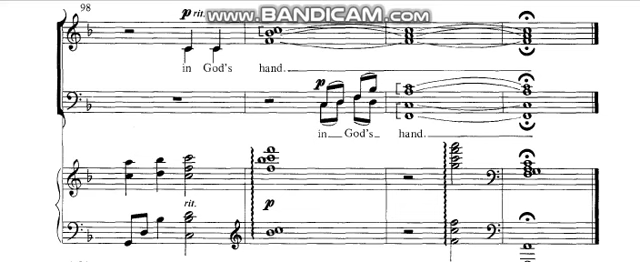 98
p rit.
www.BANDICAM.com
in God's hand.
p
in God's hand.
rit.
p